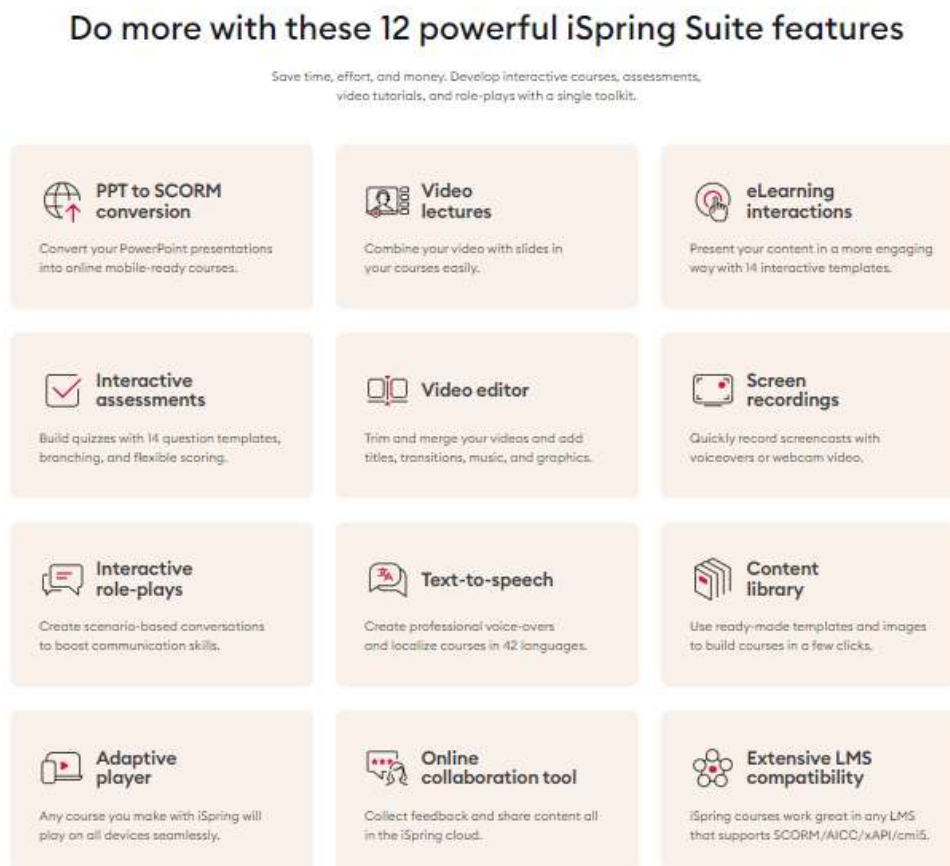 Do more with these 12 powerful iSpring Suite features
Save time, effort, and money. Develop interactive courses, assessments,
video tutorials, and role-plays with a single toolkit.
PPT to SCORM
conversion
Convert your PowerPoint presentations
into online mobile-ready courses.
Video
lectures
Combine your video with slides in
your courses easily.
eLearning
interactions
Present your content in a more engaging
way with 14 interactive templates.
Interactive
assessments
Build quizzes with 14 question templates,
branching, and flexible scoring.
Video editor
Trim and merge your videos and add
titles, transitions, music, and graphics.
Screen
recordings
Quickly record screencasts with
voiceovers or webcam video.
Interactive
role-plays
Create scenario-based conversations
to boost communication skills.
Text-to-speech
Create professional voice-overs
and localize courses in 42 languages.
Content
library
Use ready-made templates and images
to build courses in a few clicks.
Adaptive
player
Any course you make with iSpring will
play on all devices seamlessly.
Online
collaboration tool
Collect feedback and share content all
in the iSpring cloud.
Extensive LMS
compatibility
iSpring courses work great in any LMS
that supports SCORM/AICC/xAPI/cmi5.